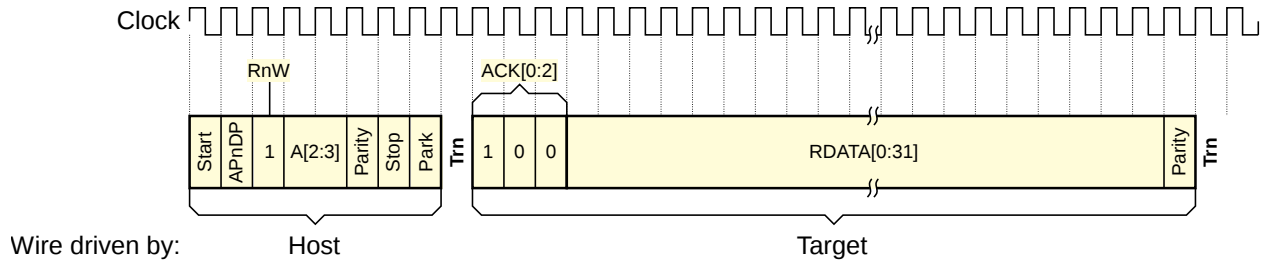 Clock
RnW
ACK[0:2]
Start APnDP 1 A[2:3] Parity Stop Park Trn 1 0 0 RDATA[0:31] Parity Trn
Wire driven by: Host Target